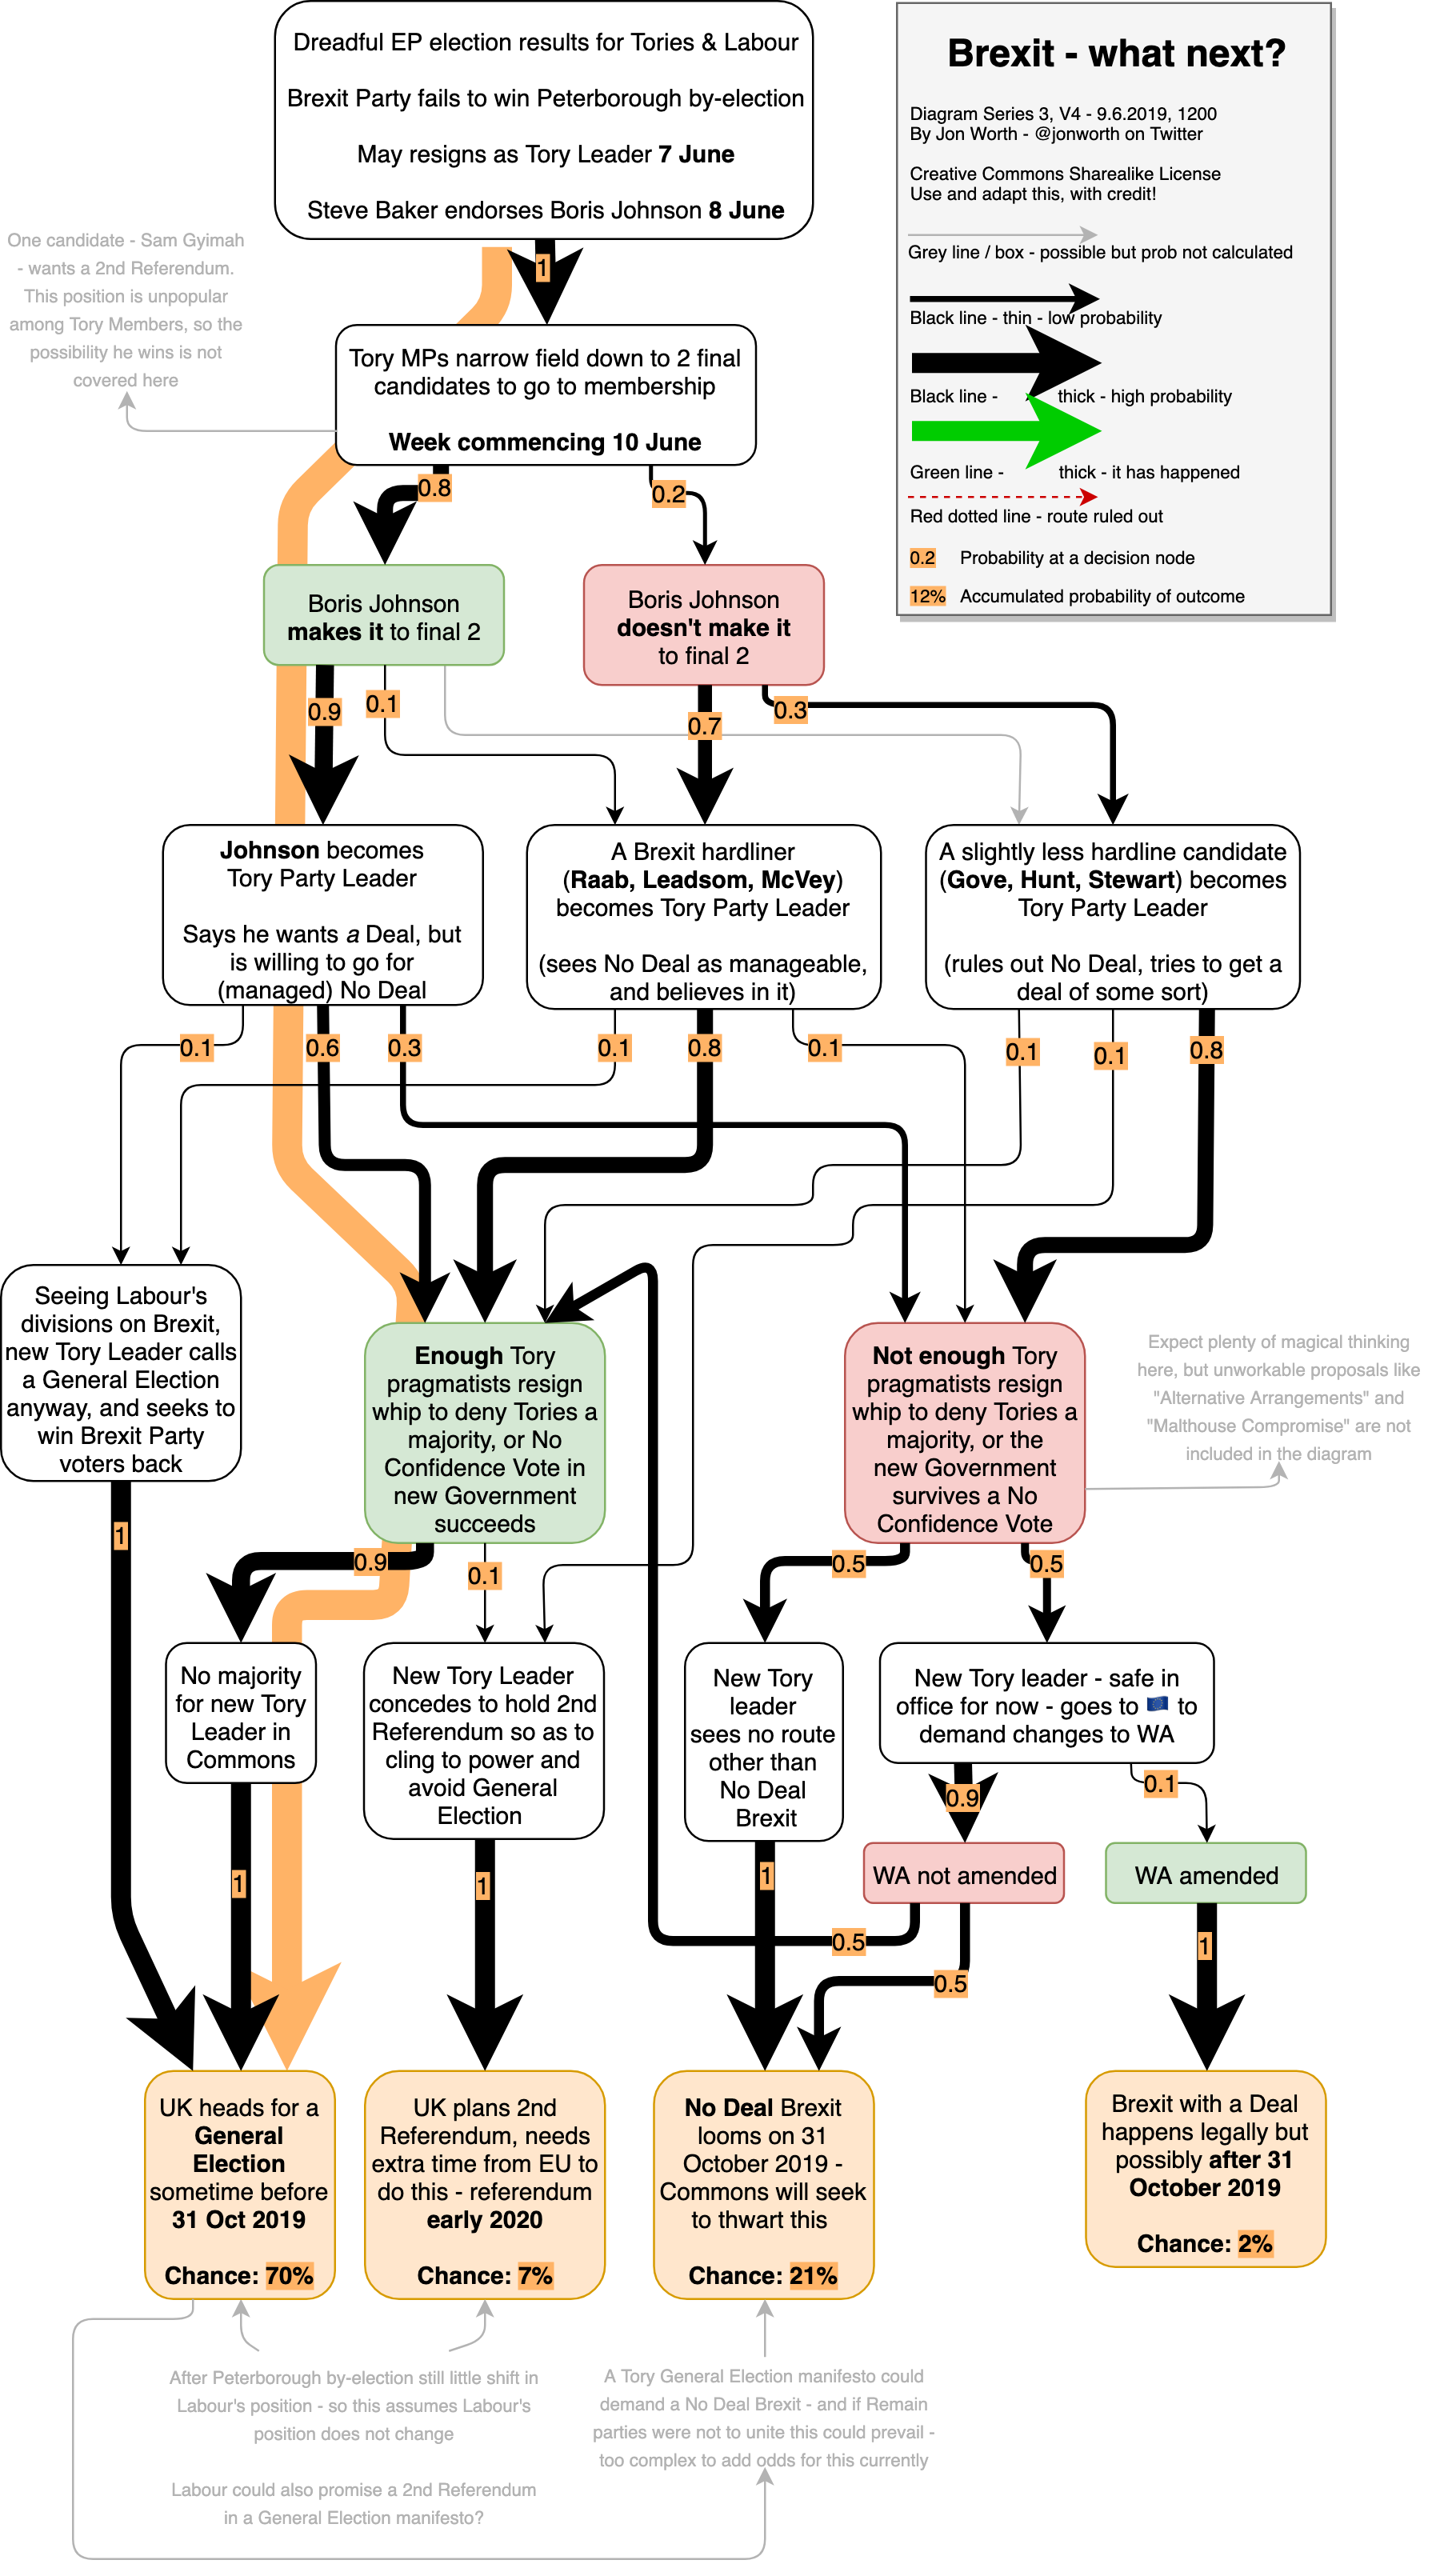 Dreadful EP election results for Tories & Labour
Brexit Party fails to win Peterborough by-election
May resigns as Tory Leader 7 June
Steve Baker endorses Boris Johnson 8 June
Brexit - what next?
Diagram Series 3, V4 - 9.6.2019, 1200
By Jon Worth - @jonworth on Twitter
Creative Commons Sharealike License
Use and adapt this, with credit!
Grey line / box - possible but prob not calculated
Black line - thin - low probability
Black line - thick - high probability
Green line - thick - it has happened
Red dotted line - route ruled out
0.2 Probability at a decision node
12% Accumulated probability of outcome
One candidate - Sam Gyimah
- wants a 2nd Referendum.
This position is unpopular
among Tory Members, so the
possibility he wins is not
covered here
1
Tory MPs narrow field down to 2 final
candidates to go to membership
Week commencing 10 June
0.8
0.2
Boris Johnson
makes it to final 2
Boris Johnson
doesn't make it
to final 2
0.9
0.1
0.7
0.3
Johnson becomes
Tory Party Leader
Says he wants a Deal, but
is willing to go for
(managed) No Deal
A Brexit hardliner
(Raab, Leadsom, McVey)
becomes Tory Party Leader
(sees No Deal as manageable,
and believes in it)
A slightly less hardline candidate
(Gove, Hunt, Stewart) becomes
Tory Party Leader
(rules out No Deal, tries to get a
deal of some sort)
0.1
0.6
0.3
0.1
0.8
0.1
0.1
0.1
0.8
Seeing Labour's
divisions on Brexit,
new Tory Leader calls
a General Election
anyway, and seeks to
win Brexit Party
voters back
Enough Tory
pragmatists resign
whip to deny Tories a
majority, or No
Confidence Vote in
new Government
succeeds
Not enough Tory
pragmatists resign
whip to deny Tories a
majority, or the
new Government
survives a No
Confidence Vote
Expect plenty of magical thinking
here, but unworkable proposals like
"Alternative Arrangements" and
"Malthouse Compromise" are not
included in the diagram
1
0.9
0.1
0.5
0.5
No majority
for new Tory
Leader in
Commons
New Tory Leader
concedes to hold 2nd
Referendum so as to
cling to power and
avoid General
Election
New Tory
leader
sees no route
other than
No Deal
Brexit
New Tory leader - safe in
office for now - goes to to
demand changes to WA
0.9
0.1
WA not amended
WA amended
1
1
1
0.5
0.5
1
UK heads for a
General
Election
sometime before
31 Oct 2019
Chance: 70%
UK plans 2nd
Referendum, needs
extra time from EU to
do this - referendum
early 2020
Chance: 7%
No Deal Brexit
looms on 31
October 2019 -
Commons will seek
to thwart this
Chance: 21%
Brexit with a Deal
happens legally but
possibly after 31
October 2019
Chance: 2%
After Peterborough by-election still little shift in
Labour's position - so this assumes Labour's
position does not change
Labour could also promise a 2nd Referendum
in a General Election manifesto?
A Tory General Election manifesto could
demand a No Deal Brexit - and if Remain
parties were not to unite this could prevail -
too complex to add odds for this currently